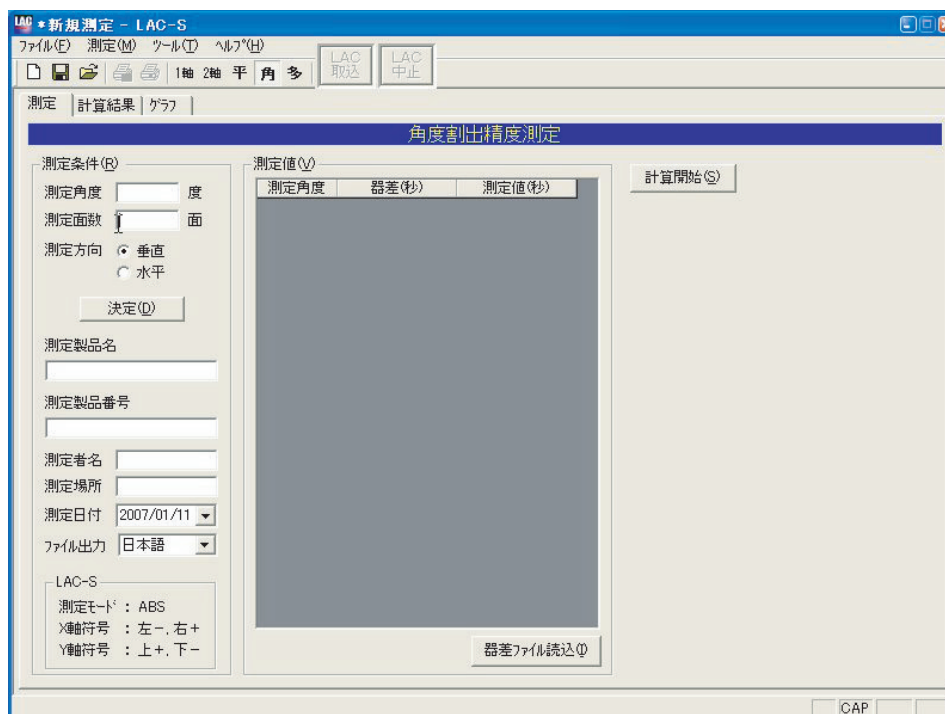 LAC *新規測定 - LAC-S
ファイル(F) 測定(M) ツール(T) ヘルプ(H)
1軸 2軸 平 角 多
LAC 取込
LAC 中止
測定 計算結果 グラフ
角度割出精度測定
測定条件(R)
測定角度 度
測定面数 面
測定方向 垂直
水平
決定(D)
測定製品名
測定製品番号
測定者名
測定場所
測定日付 2007/01/11
ファイル出力 日本語
LAC-S
測定モード : ABS
X軸符号 : 左-, 右+
Y軸符号 : 上+, 下-
測定値(V)
測定角度 器差(秒) 測定値(秒)
器差ファイル読込(I)
計算開始(S)
CAP